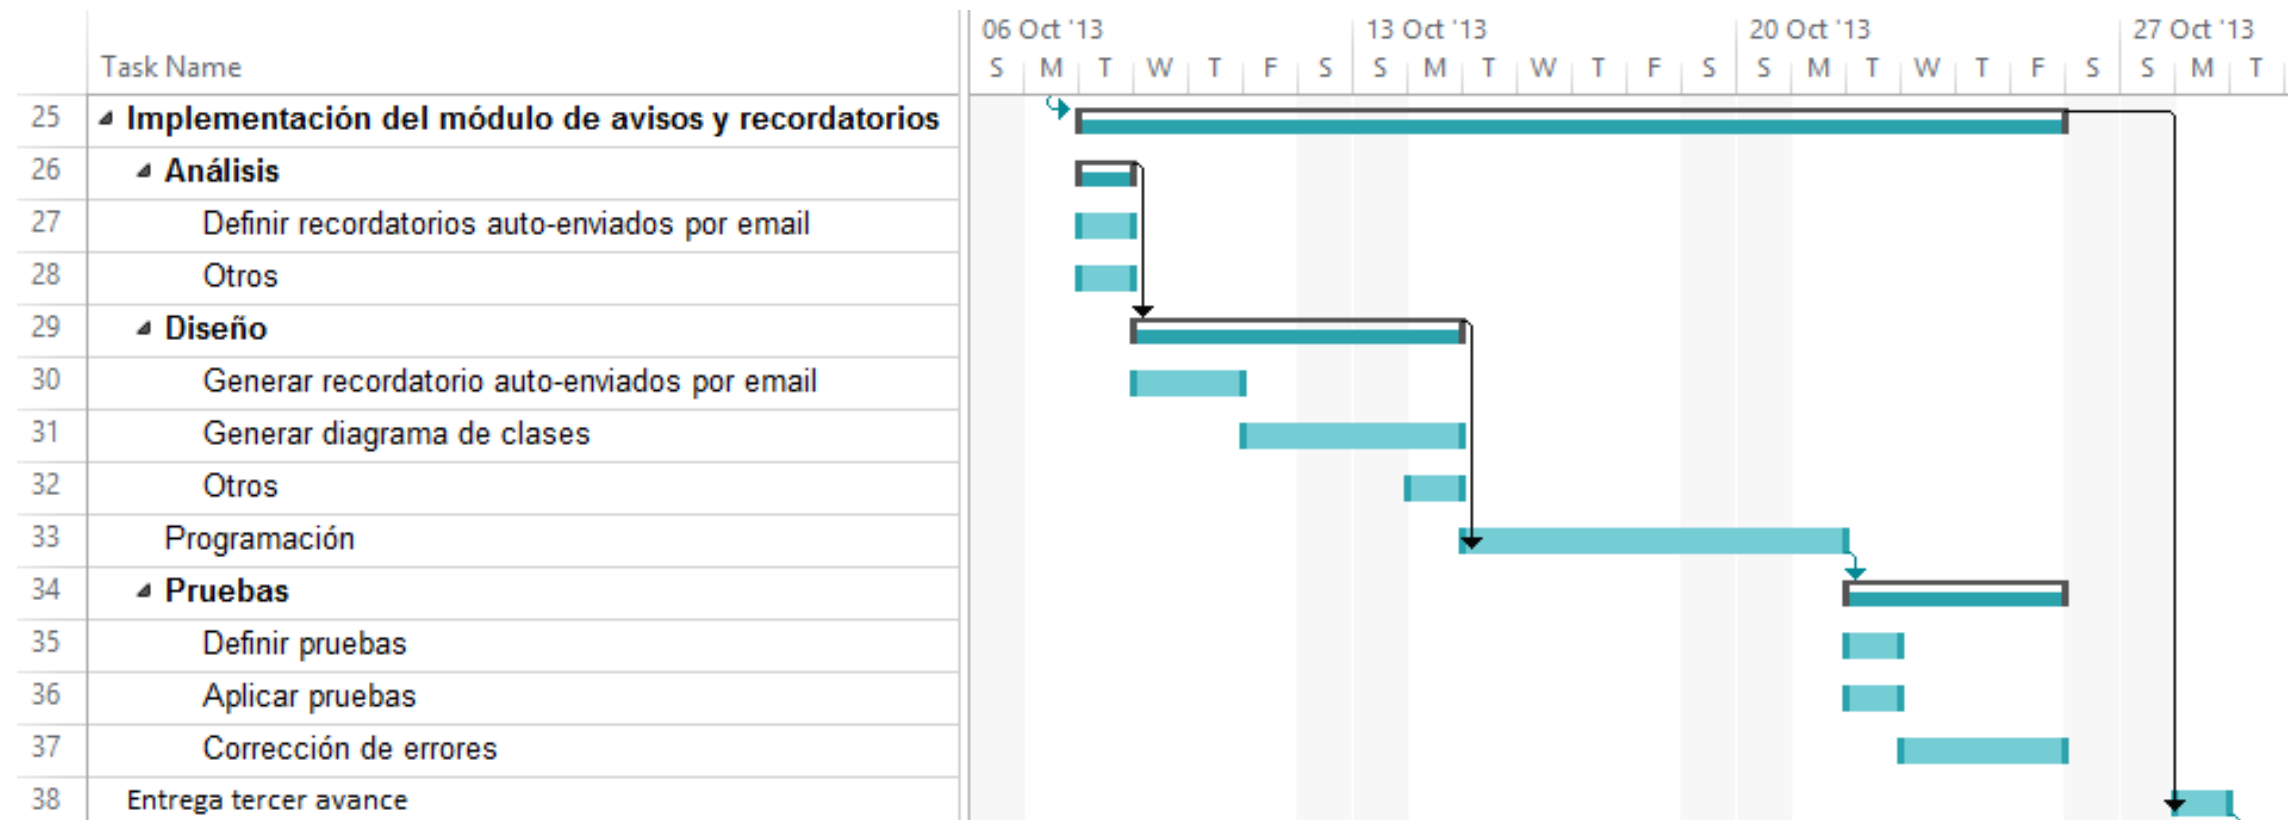 06 Oct '13 13 Oct '13 20 Oct '13 27 Oct '13
Task Name S M T W T F S S M T W T F S S M T W T F S S M T
25 Implementación del módulo de avisos y recordatorios
26 Análisis
27 Definir recordatorios auto-enviados por email
28 Otros
29 Diseño
30 Generar recordatorio auto-enviados por email
31 Generar diagrama de clases
32 Otros
33 Programación
34 Pruebas
35 Definir pruebas
36 Aplicar pruebas
37 Corrección de errores
38 Entrega tercer avance